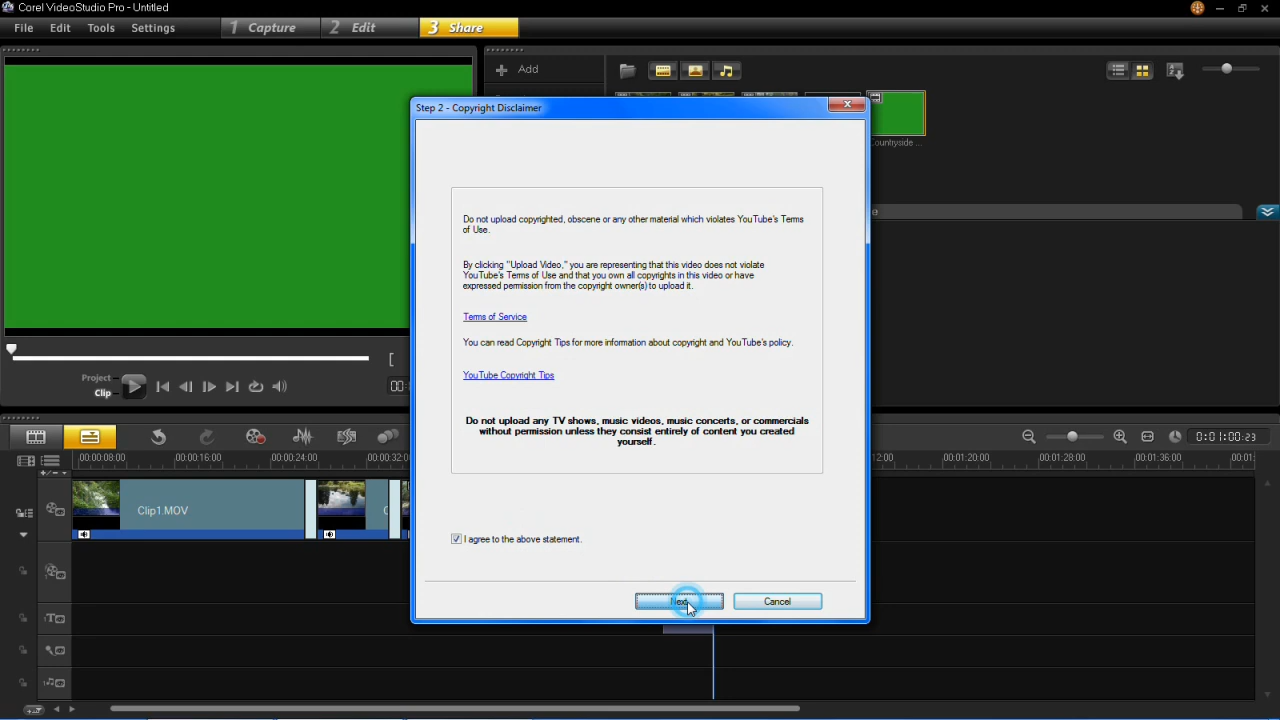 Corel VideoStudio Pro - Untitled
File Edit Tools Settings 1 Capture 2 Edit 3 Share
Add
Step 2 - Copyright Disclaimer
Countryside ...
Do not upload copyrighted, obscene or any other material which violates YouTube's Terms
of Use.
By clicking "Upload Video," you are representing that this video does not violate
YouTube's Terms of Use and that you own all copyrights in this video or have
expressed permission from the copyright owner(s) to upload it.
Terms of Service
You can read Copyright Tips for more information about copyright and YouTube's policy.
YouTube Copyright Tips
Do not upload any TV shows, music videos, music concerts, or commercials
without permission unless they consist entirely of content you created
yourself.
I agree to the above statement.
Next Cancel
Project
Clip
00:
0:01:00:23
00:00:08:00 00:00:16:00 00:00:24:00 00:00:32:0 12:00 00:01:20:00 00:01:28:00 00:01:36:00 00:01:
Clip1.MOV